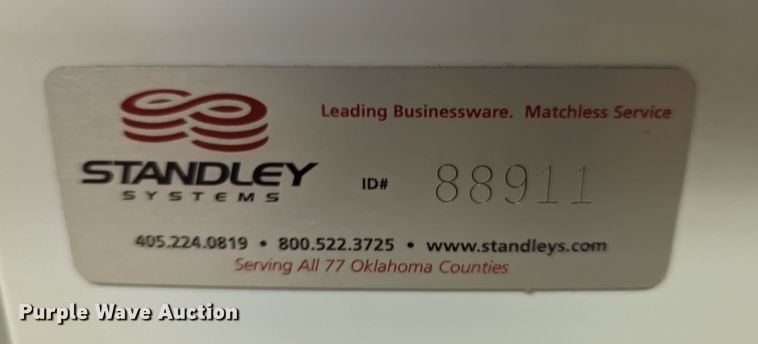 Leading Businessware. Matchless Service
STANDLEY
SYSTEMS
ID# 88911
405.224.0819 • 800.522.3725 • www.standleys.com
Serving All 77 Oklahoma Counties
Purple Wave Auction